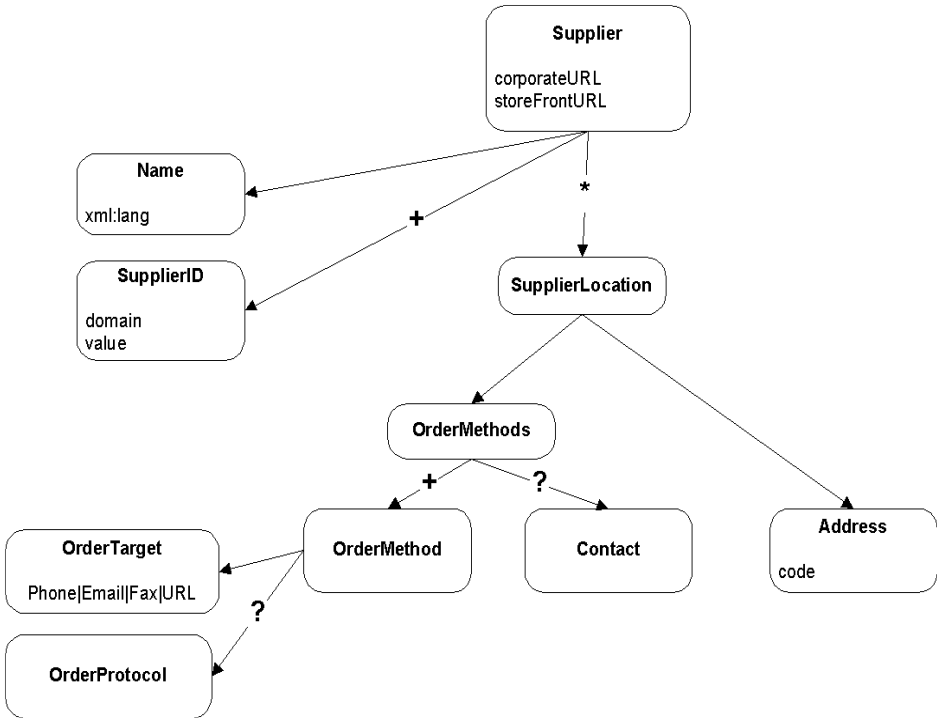 Supplier
corporateURL
storeFrontURL
Name
xml:lang
*
+
SupplierID
domain
value
SupplierLocation
OrderMethods
+
?
OrderMethod
Contact
Address
code
OrderTarget
Phone|Email|Fax|URL
?
OrderProtocol